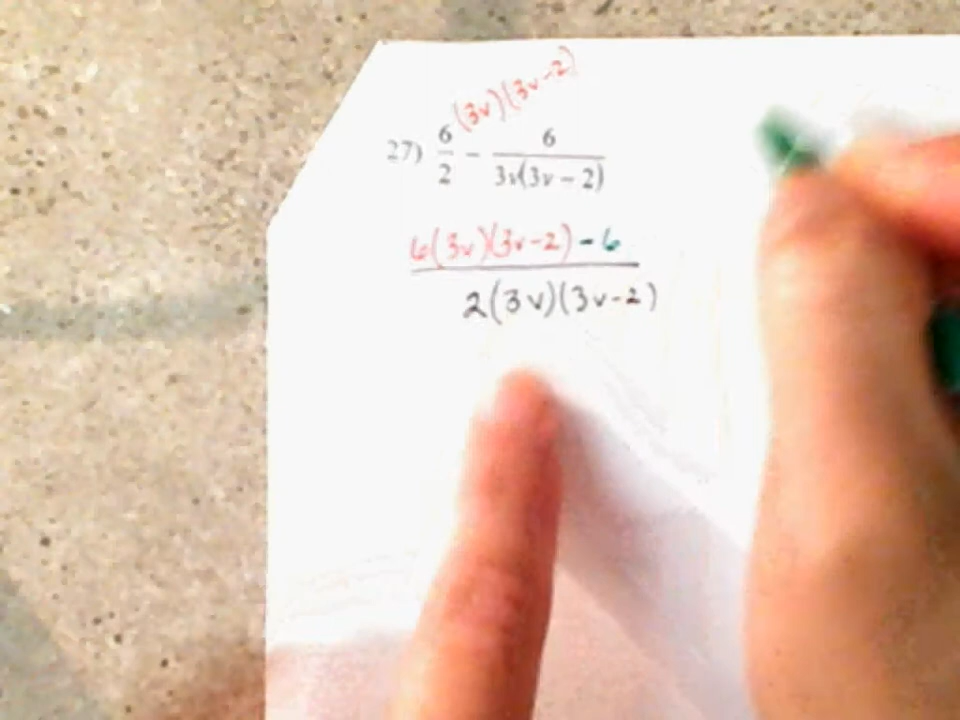 (3v)(3v-2)
27) 6/2 - 6/3v(3v - 2)
6(3v)(3v-2) - 6
2(3v)(3v-2)